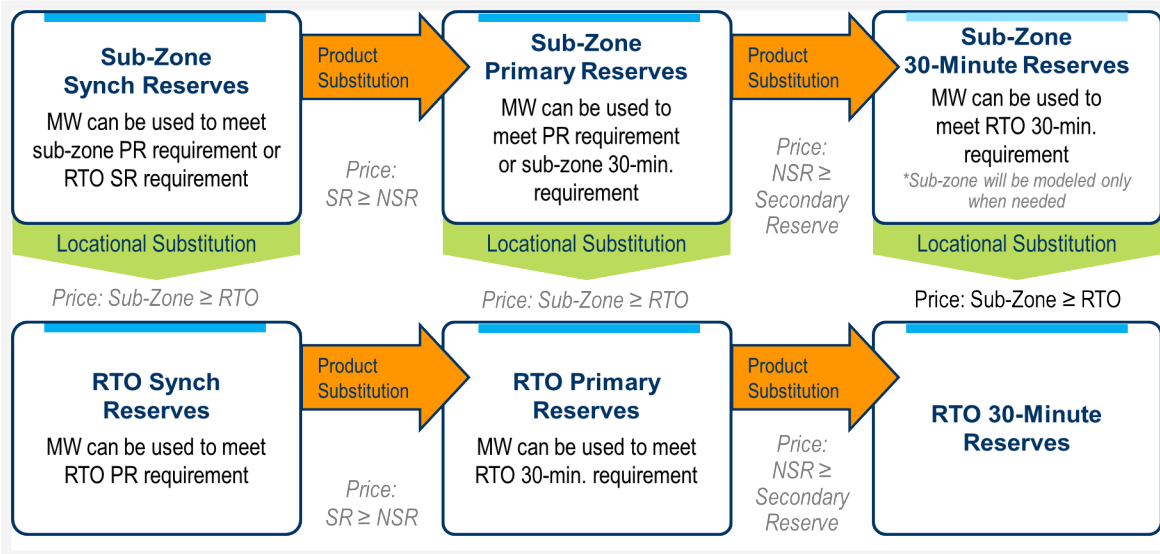 Sub-Zone
Synch Reserves
MW can be used to meet
sub-zone PR requirement or
RTO SR requirement
Product
Substitution
Price:
SR ≥ NSR
Sub-Zone
Primary Reserves
MW can be used to
meet PR requirement
or sub-zone 30-min.
requirement
Product
Substitution
Price:
NSR ≥
Secondary
Reserve
Sub-Zone
30-Minute Reserves
MW can be used to
meet RTO 30-min.
requirement
*Sub-zone will be modeled only
when needed
Locational Substitution
Locational Substitution
Locational Substitution
Price: Sub-Zone ≥ RTO
Price: Sub-Zone ≥ RTO
Price: Sub-Zone ≥ RTO
RTO Synch
Reserves
MW can be used to meet
RTO PR requirement
Product
Substitution
Price:
SR ≥ NSR
RTO Primary
Reserves
MW can be used to meet
RTO 30-min. requirement
Product
Substitution
Price:
NSR ≥
Secondary
Reserve
RTO 30-Minute
Reserves